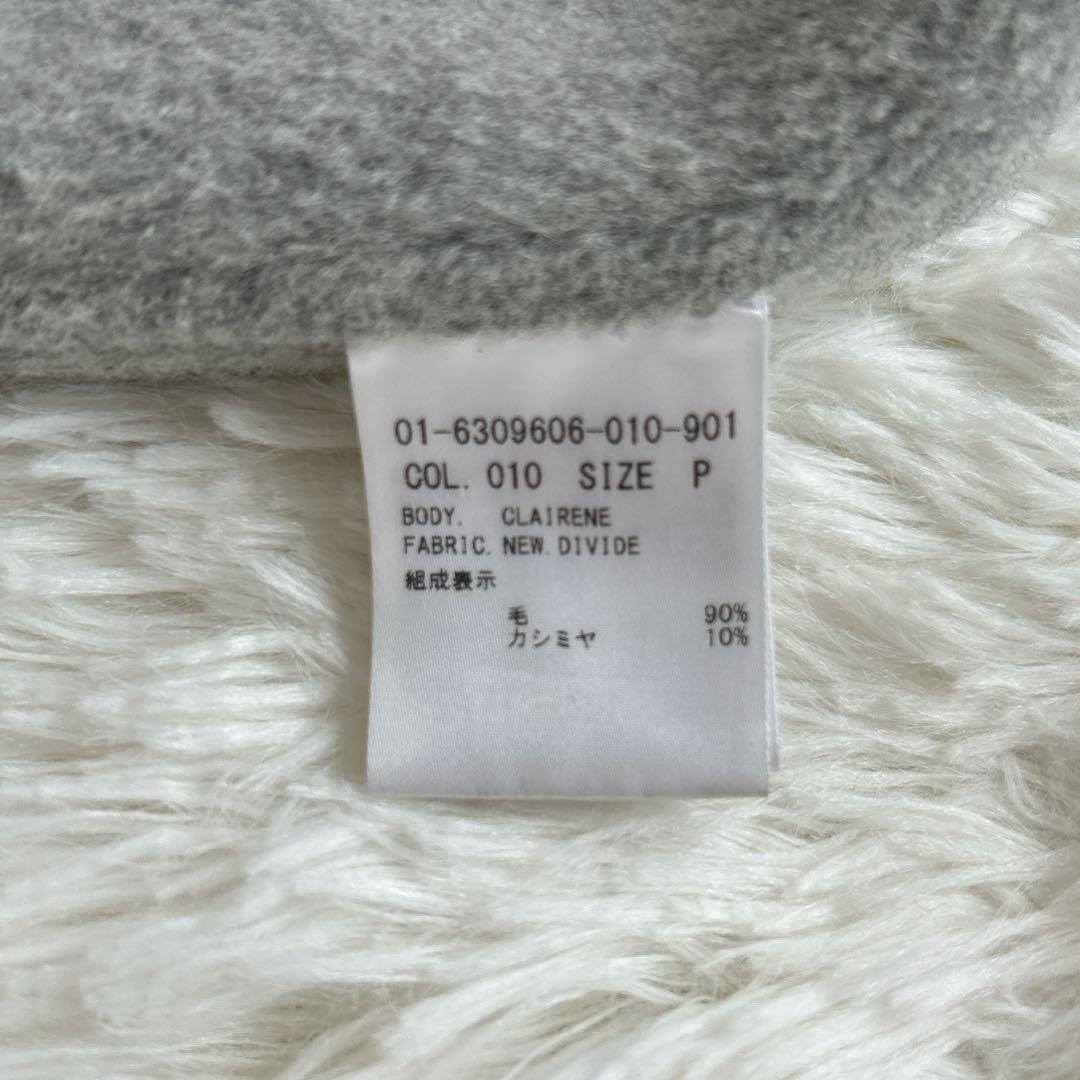 01-6309606-010-901
COL. 010 SIZE P
BODY. CLAIRENE
FABRIC. NEW. DIVIDE
組成表示
毛 90%
カシミヤ 10%